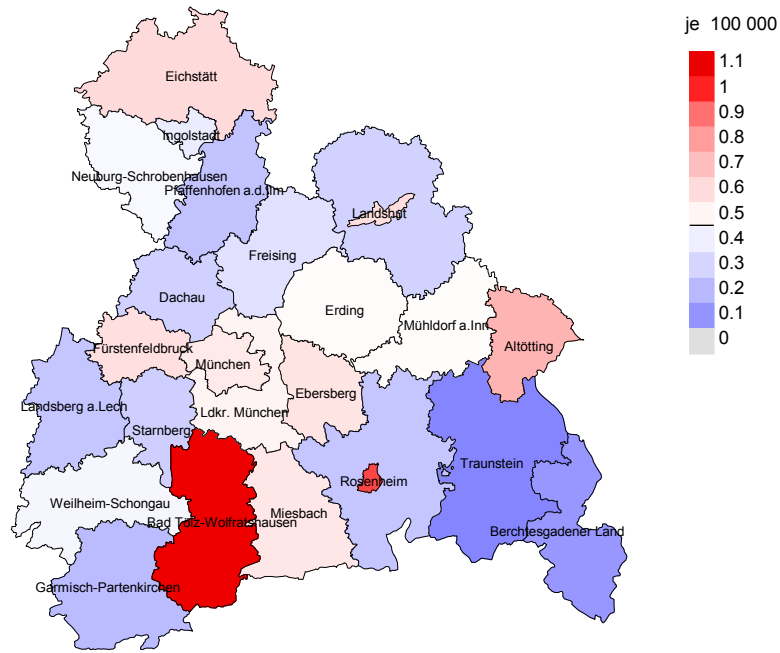 je 100 000
1.1
1
0.9
0.8
0.7
0.6
0.5
0.4
0.3
0.2
0.1
0
Eichstätt
Ingolstadt
Neuburg-Schrobenhausen
Pfaffenhofen a.d.Ilm
Landshut
Freising
Dachau
Erding
Mühldorf a.Inn
Altötting
Fürstenfeldbruck
München
Ebersberg
Landsberg a.Lech
Ldkr. München
Starnberg
Traunstein
Rosenheim
Weilheim-Schongau
Miesbach
Bad Tölz-Wolfratshausen
Berchtesgadener Land
Garmisch-Partenkirchen